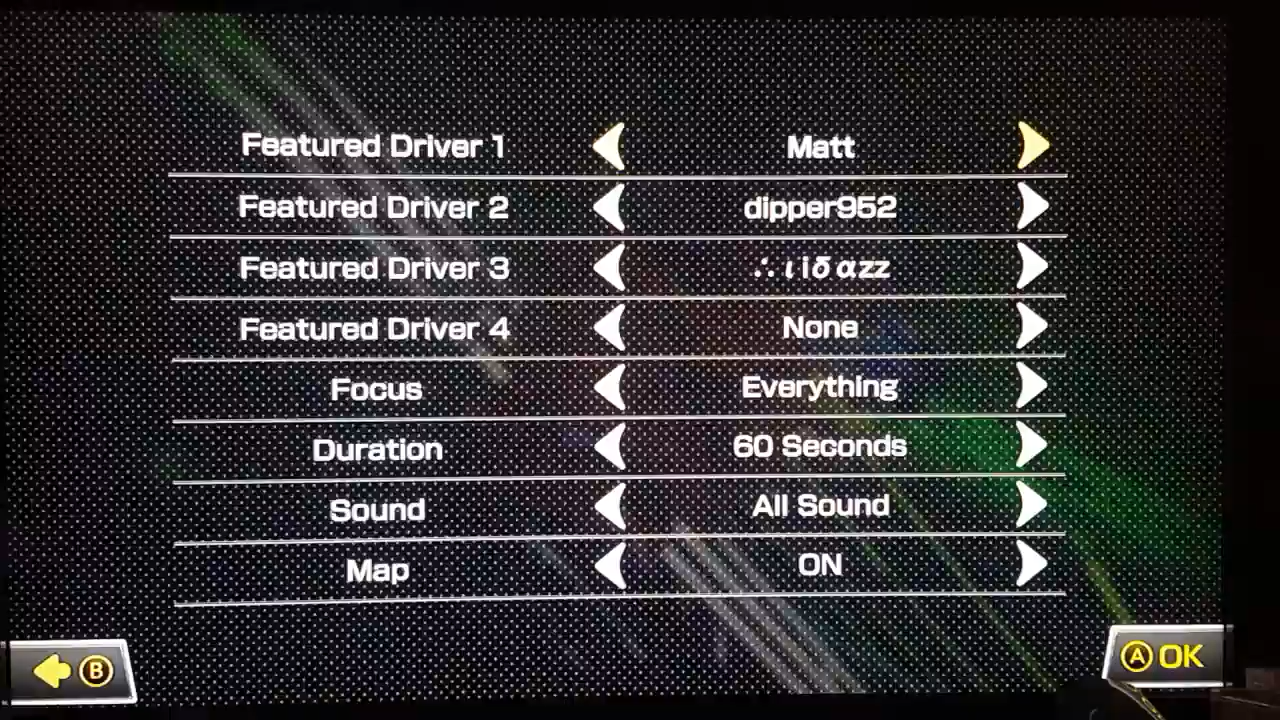 Featured Driver 1 Matt
Featured Driver 2 dipper952
Featured Driver 3 ∴ιiδαzz
Featured Driver 4 None
Focus Everything
Duration 60 Seconds
Sound All Sound
Map ON
B
A OK